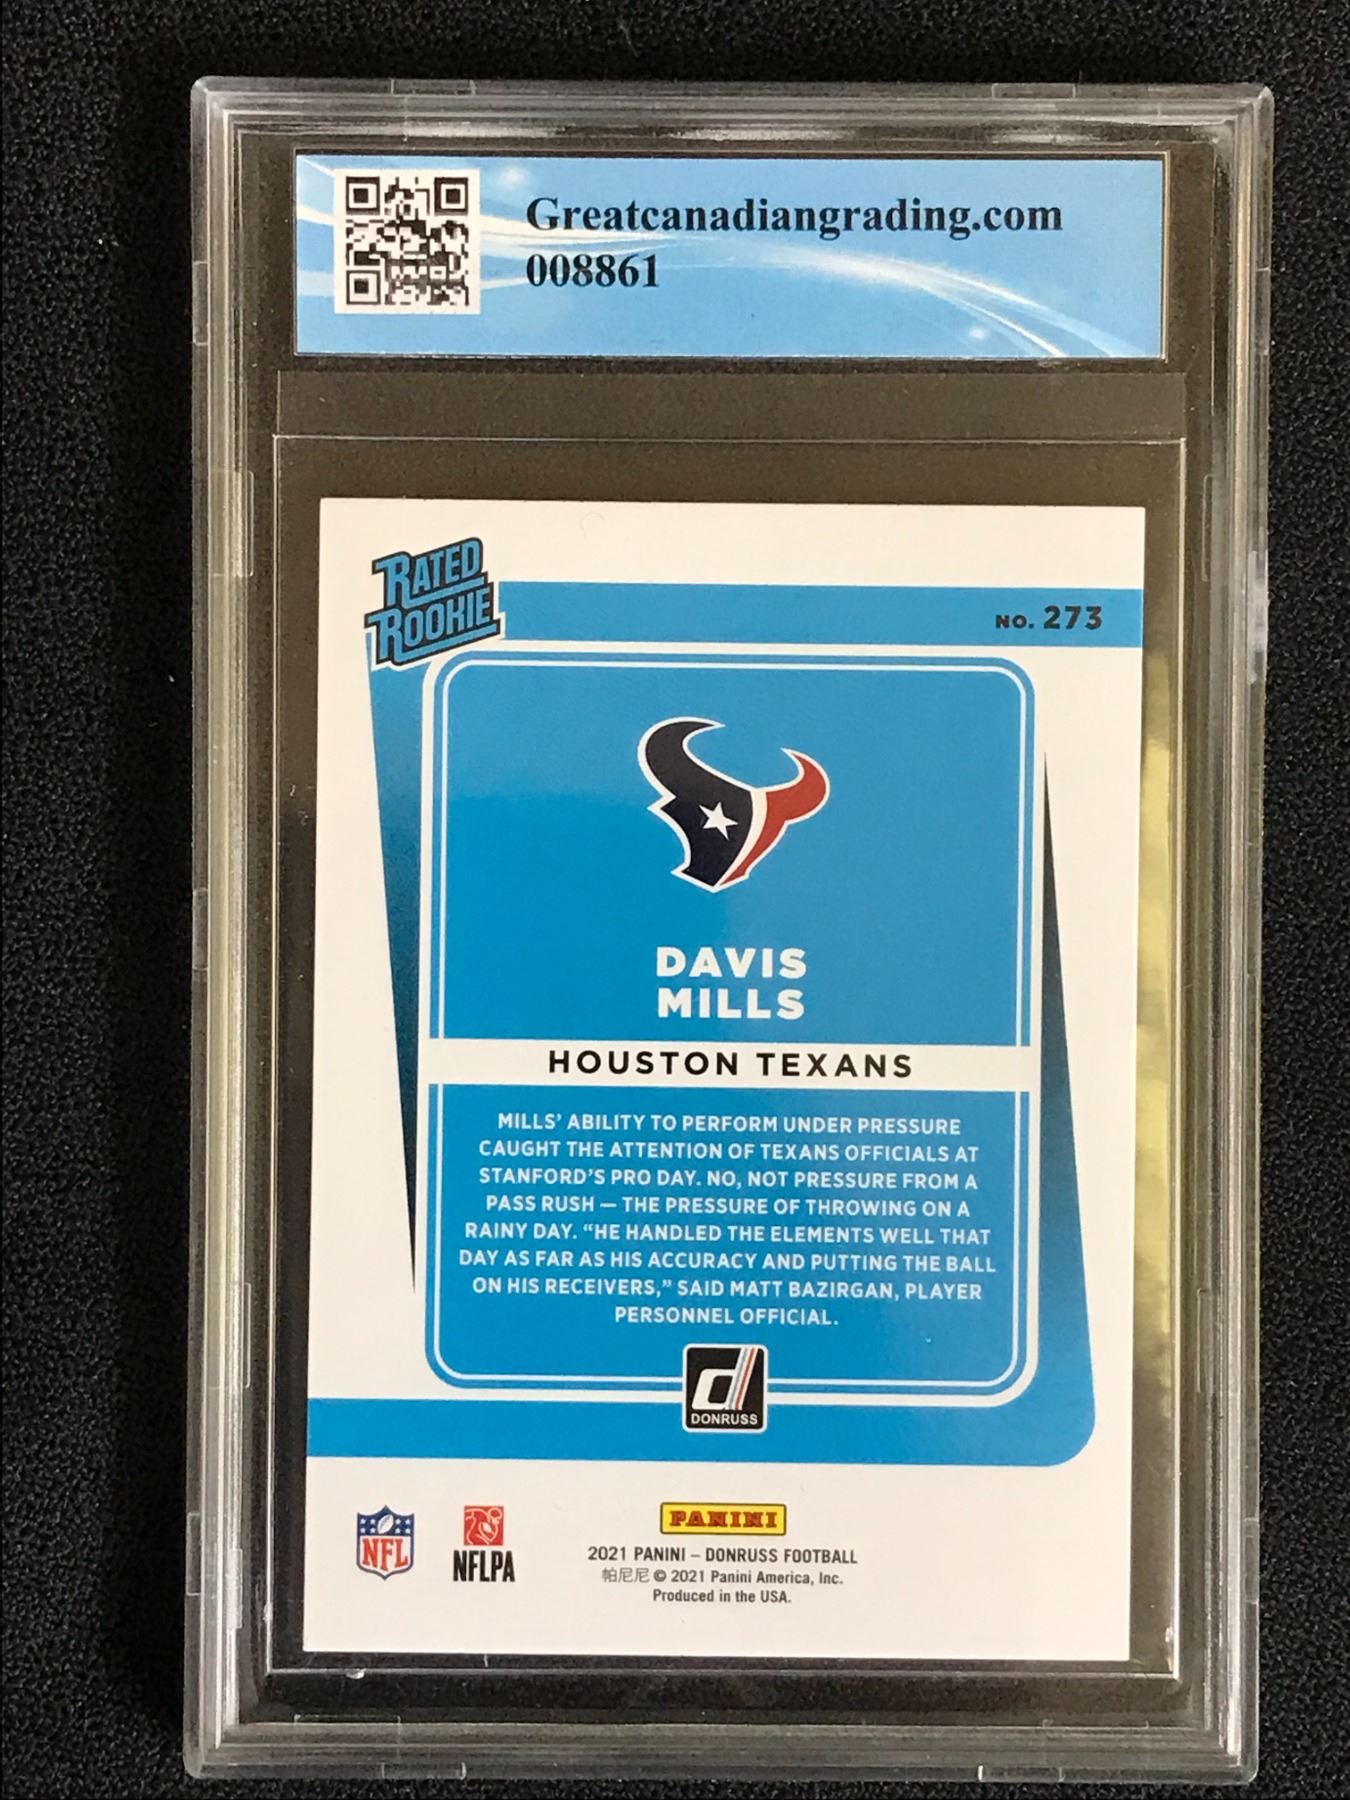 Greatcanadiangrading.com
008861
RATED
ROOKIE
NO. 273
DAVIS
MILLS
HOUSTON TEXANS
MILLS' ABILITY TO PERFORM UNDER PRESSURE
CAUGHT THE ATTENTION OF TEXANS OFFICIALS AT
STANFORD'S PRO DAY. NO, NOT PRESSURE FROM A
PASS RUSH — THE PRESSURE OF THROWING ON A
RAINY DAY. “HE HANDLED THE ELEMENTS WELL THAT
DAY AS FAR AS HIS ACCURACY AND PUTTING THE BALL
ON HIS RECEIVERS,” SAID MATT BAZIRGAN, PLAYER
PERSONNEL OFFICIAL.
d
DONRUSS
NFL
NFLPA
PANINI
2021 PANINI – DONRUSS FOOTBALL
帕尼尼 © 2021 Panini America, Inc.
Produced in the USA.